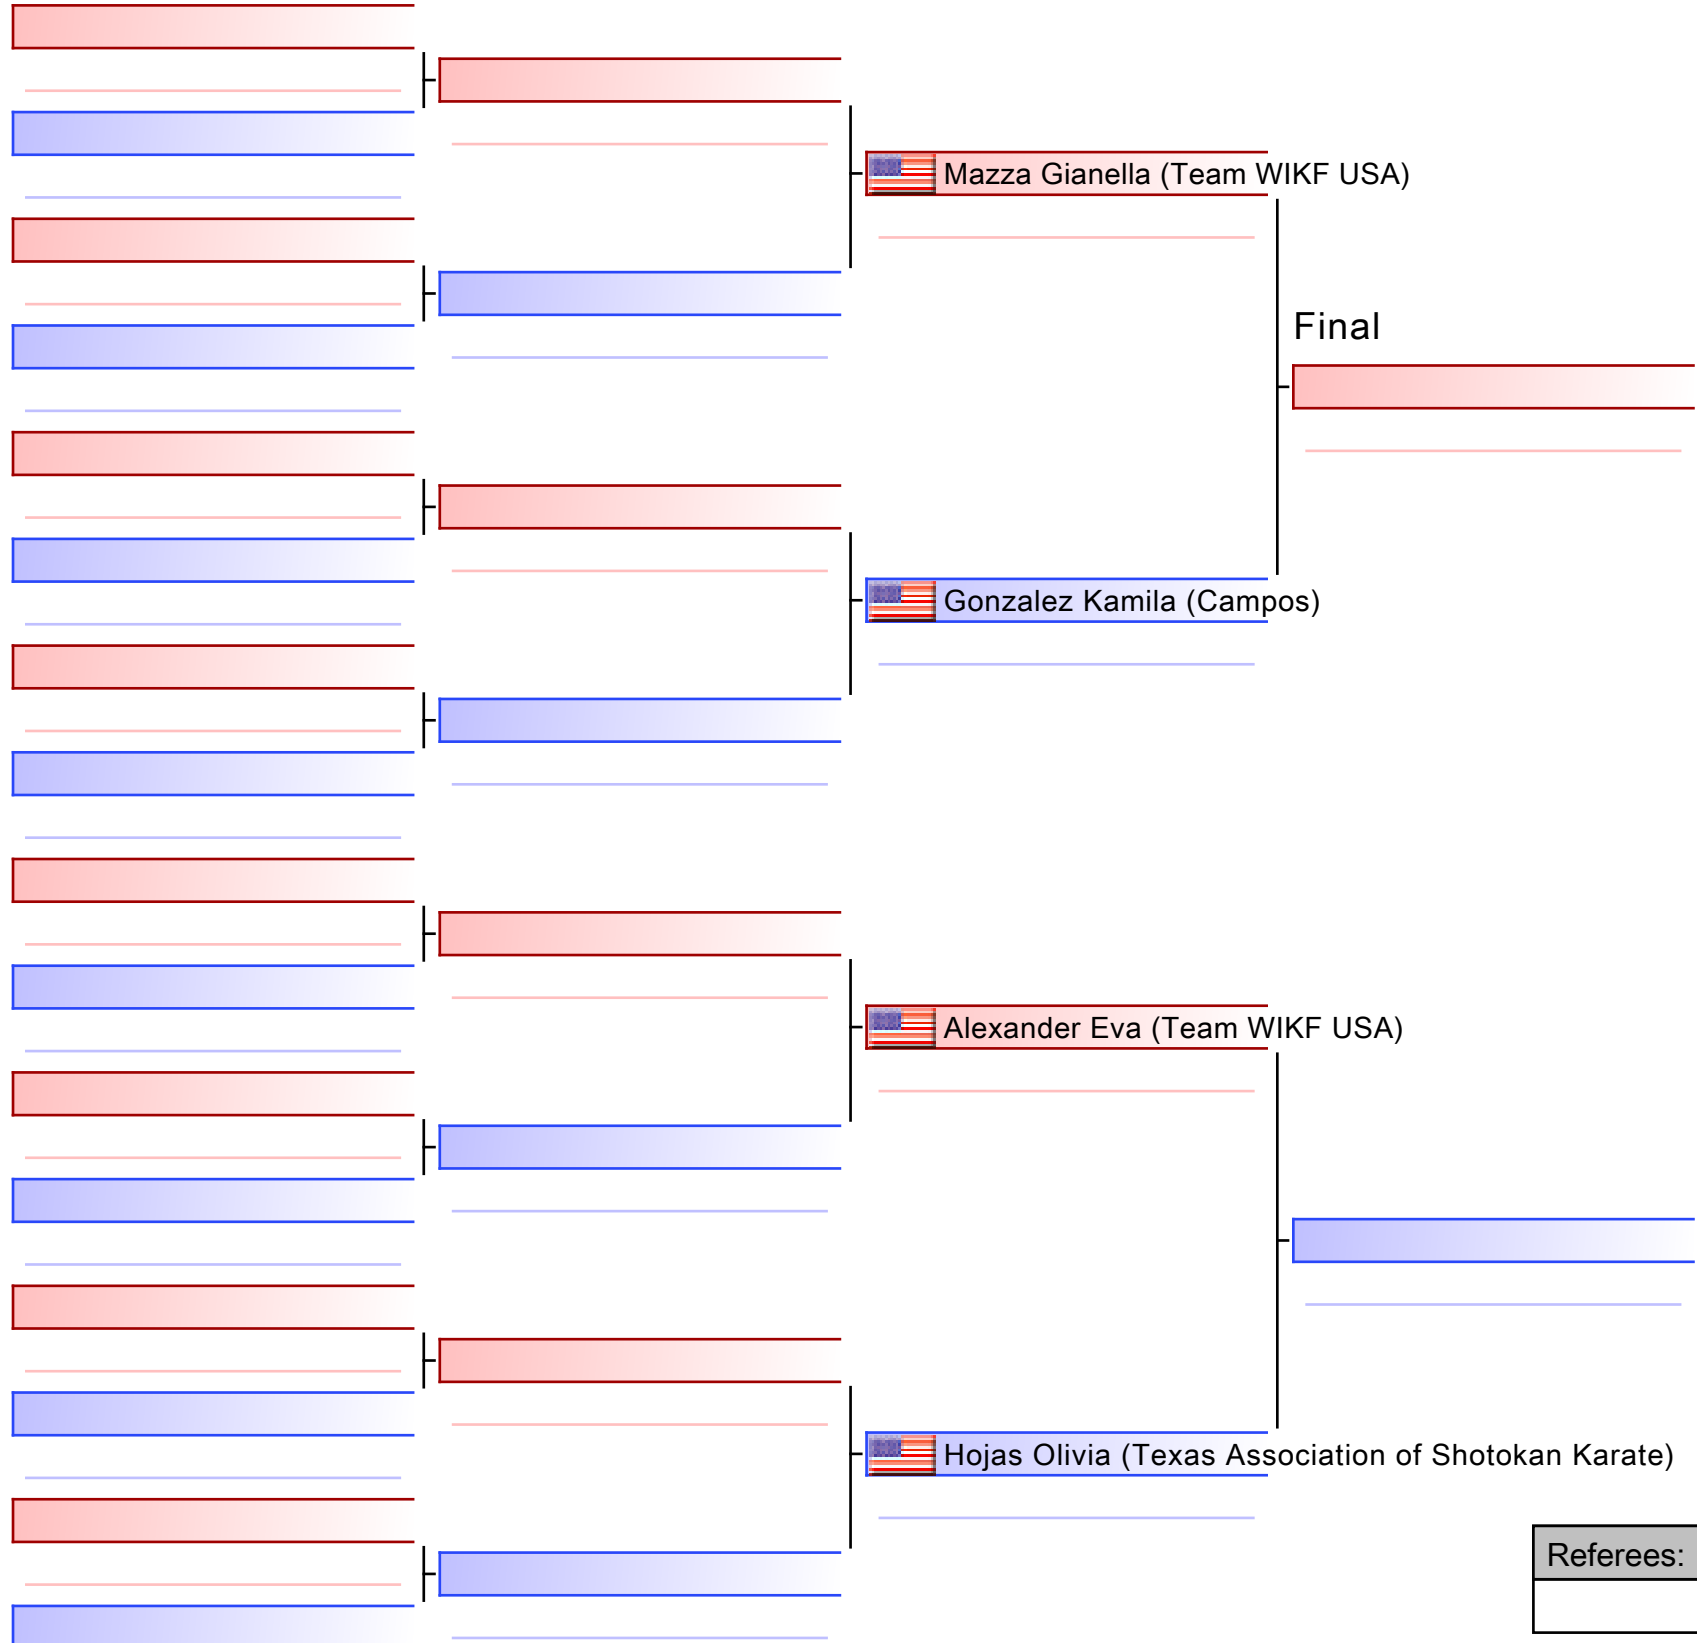 Mazza Gianella (Team WIKF USA)
Final
Gonzalez Kamila (Campos)
Alexander Eva (Team WIKF USA)
Hojas Olivia (Texas Association of Shotokan Karate)
Referees: